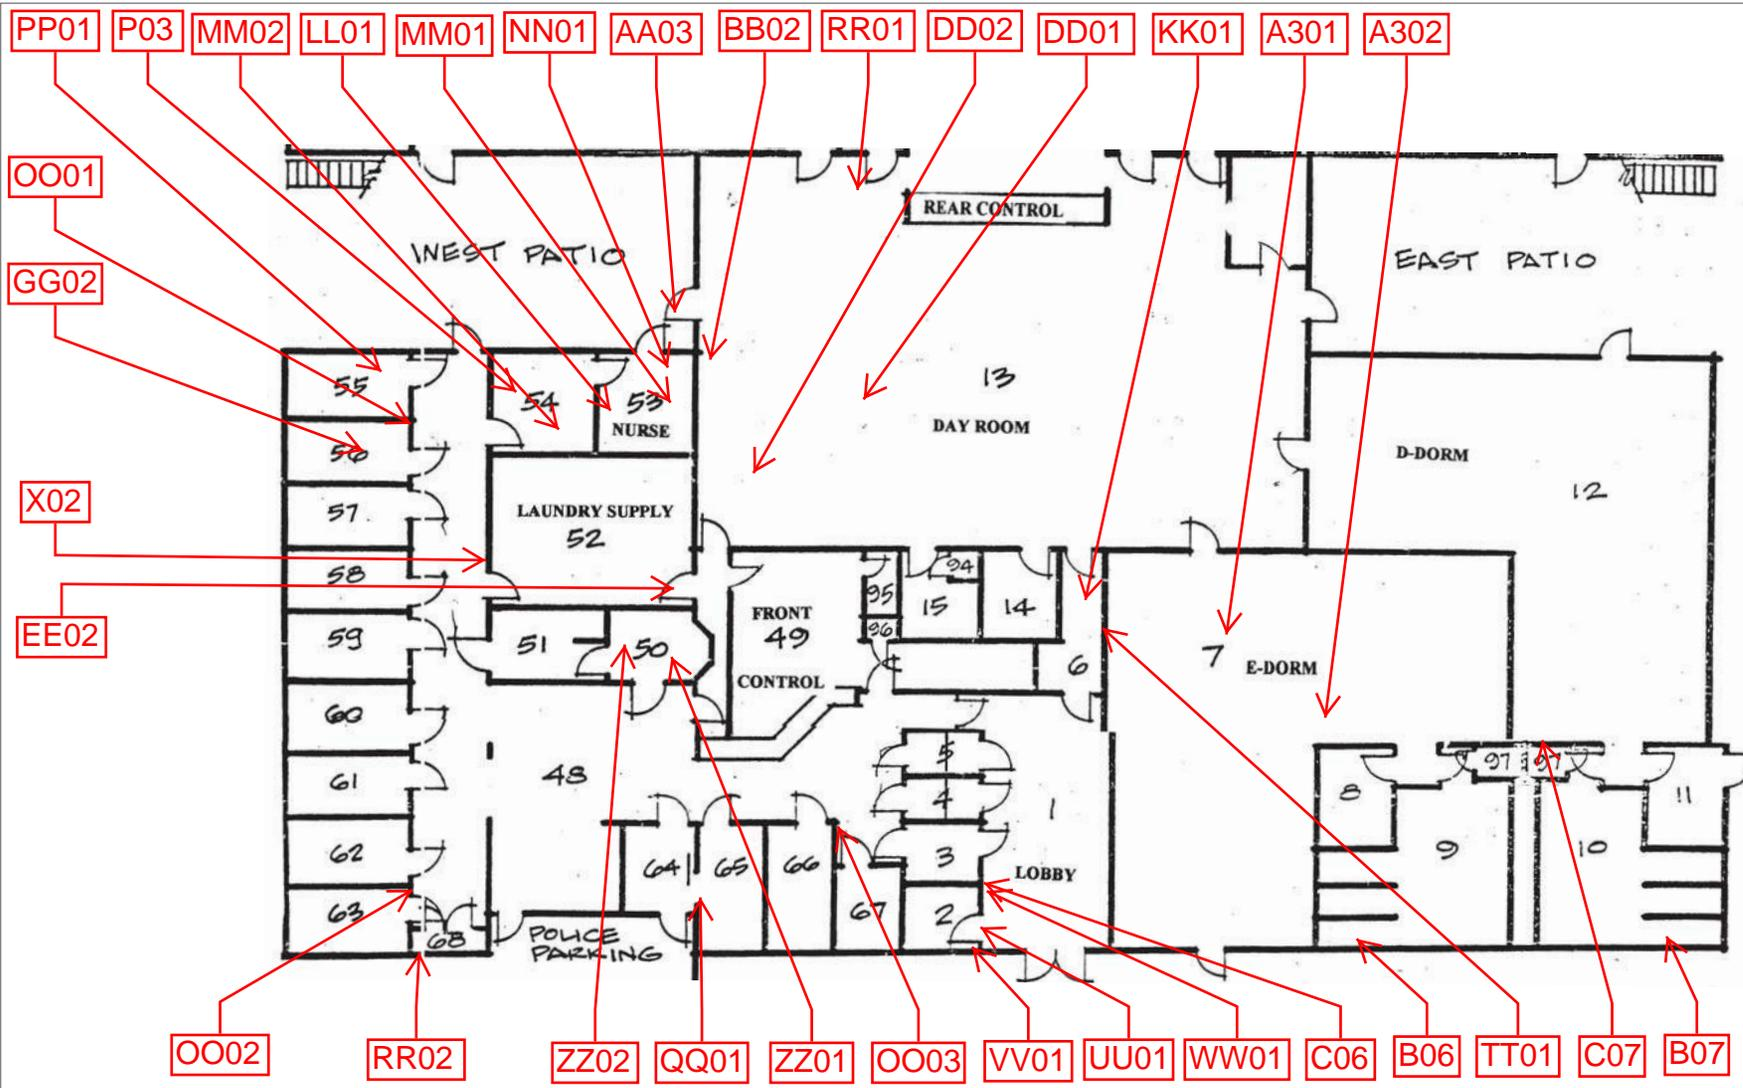 PP01 P03 MM02 LL01 MM01 NN01 AA03 BB02 RR01 DD02 DD01 KK01 A301 A302
OO01
REAR CONTROL
WEST PATIO
EAST PATIO
GG02
55
54
53
13
NURSE
DAY ROOM
56
D-DORM
12
X02
57
LAUNDRY SUPPLY
52
58
94
95
15
14
FRONT
49
96
EE02
59
51
50
7
E-DORM
6
CONTROL
60
5
97
97
48
61
4
8
11
1
62
3
9
10
64
65
66
LOBBY
63
67
2
68
POLICE
PARKING
OO02
RR02
ZZ02
QQ01
ZZ01
OO03
VV01
UU01
WW01
C06
B06
TT01
C07
B07